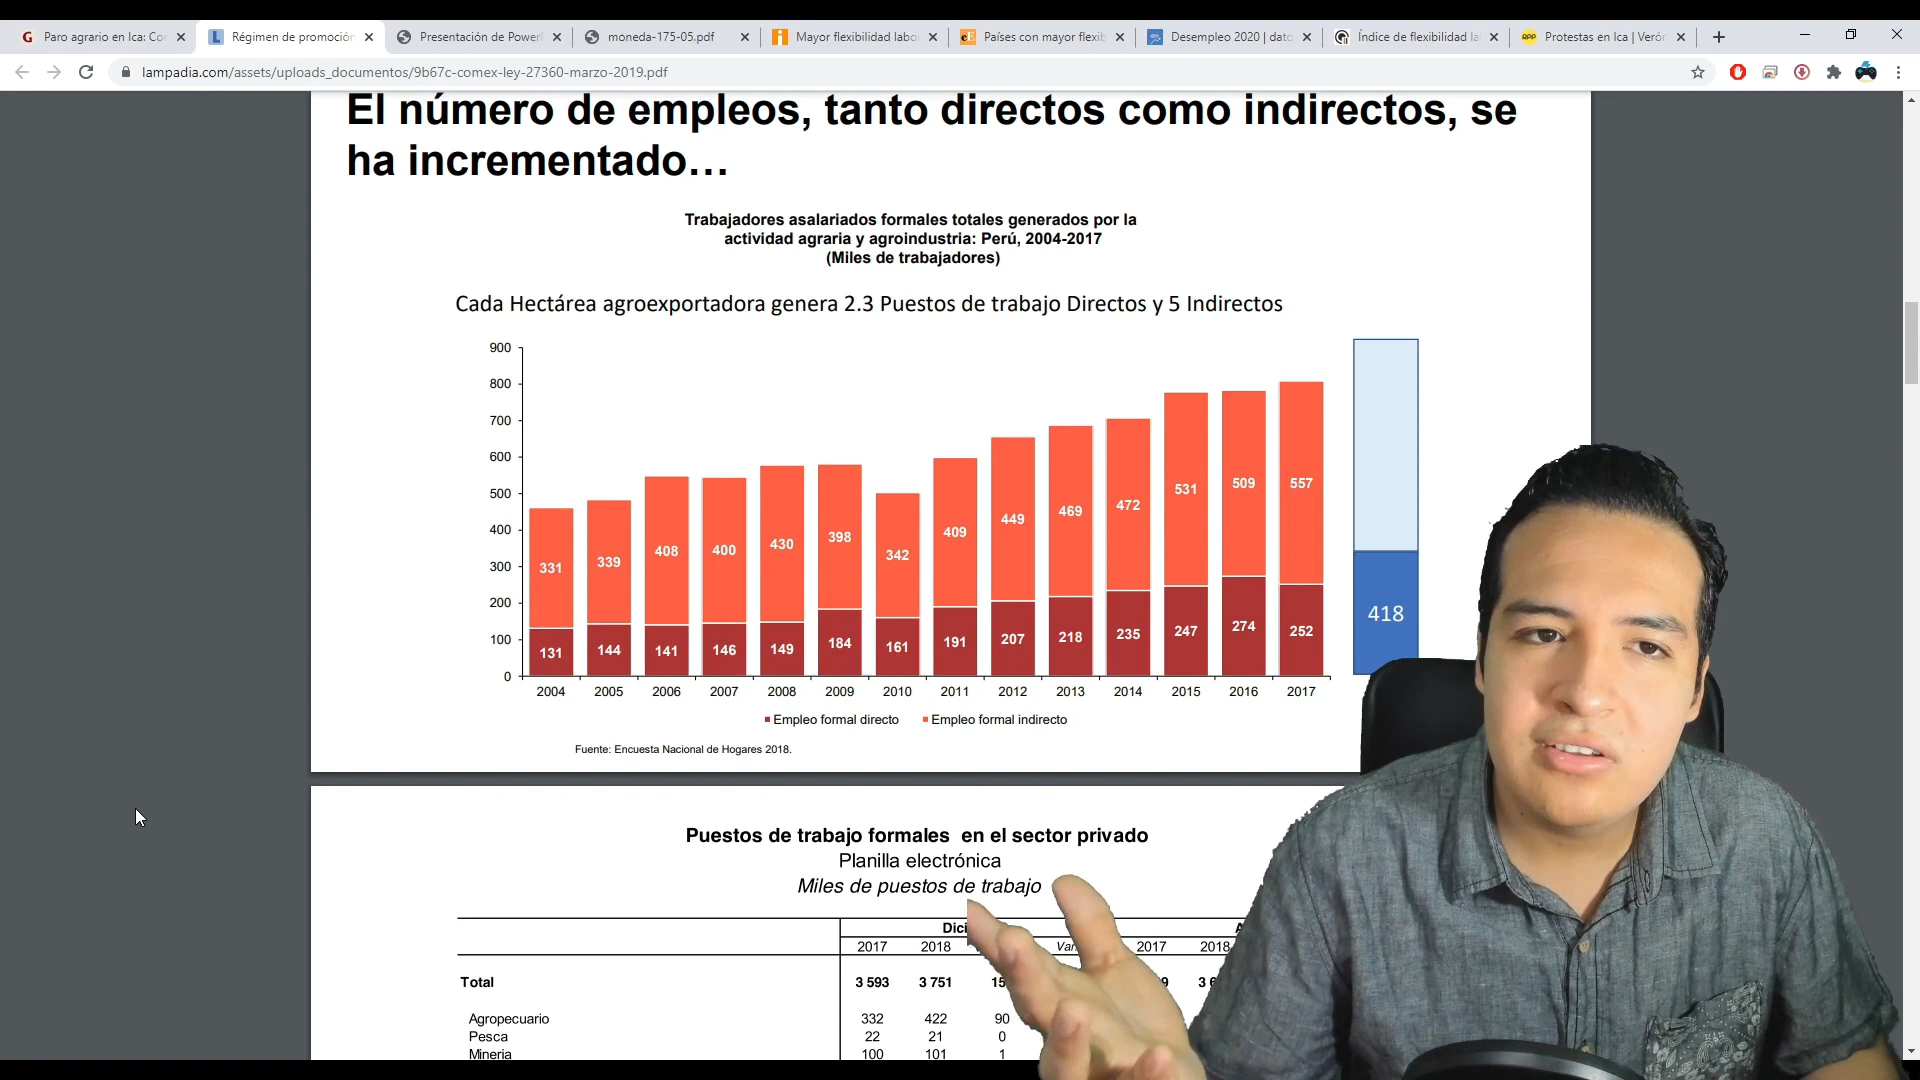 Paro agrario en Ica: Co
Régimen de promoción
Presentación de Power
moneda-175-05.pdf
Mayor flexibilidad labo
Países con mayor flexib
Desempleo 2020 | dato
Índice de flexibilidad la
Protestas en Ica | Verón
lampadia.com/assets/uploads_documentos/9b67c-comex-ley-27360-marzo-2019.pdf
El número de empleos, tanto directos como indirectos, se
ha incrementado…
Trabajadores asalariados formales totales generados por la
actividad agraria y agroindustria: Perú, 2004-2017
(Miles de trabajadores)
Cada Hectárea agroexportadora genera 2.3 Puestos de trabajo Directos y 5 Indirectos
900
800
700
600
500
400
300
200
100
0
331 339 408 400 430 398 342 409 449 469 472 531 509 557
131 144 141 146 149 184 161 191 207 218 235 247 274 252
418
2004 2005 2006 2007 2008 2009 2010 2011 2012 2013 2014 2015 2016 2017
Empleo formal directo Empleo formal indirecto
Fuente: Encuesta Nacional de Hogares 2018.
Puestos de trabajo formales en el sector privado
Planilla electrónica
Miles de puestos de trabajo
2017 2018 2017 2018
Total 3 593 3 751
Agropecuario 332 422 90
Pesca 22 21 0
Mineria 100 101 1